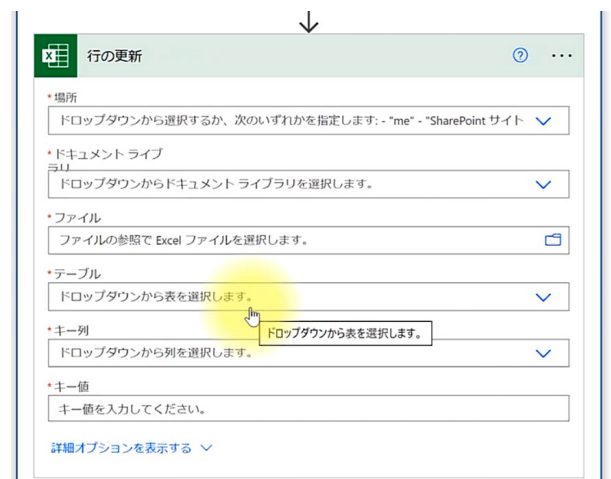 行の更新
*場所
ドロップダウンから選択するか、次のいずれかを指定します: - "me" - "SharePoint サイト
*ドキュメント ライブ
ラリ
ドロップダウンからドキュメント ライブラリを選択します。
*ファイル
ファイルの参照で Excel ファイルを選択します。
*テーブル
ドロップダウンから表を選択します。
ドロップダウンから表を選択します。
*キー列
ドロップダウンから列を選択します。
*キー値
キー値を入力してください。
詳細オプションを表示する